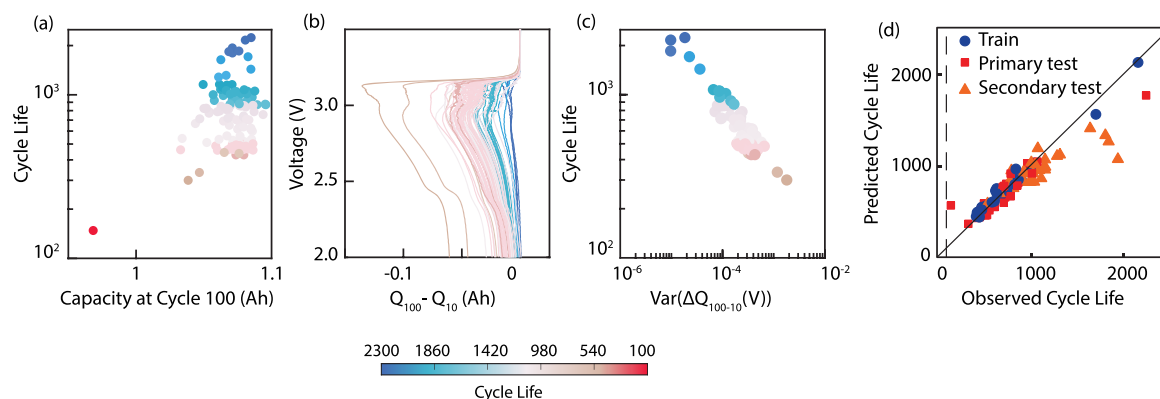 (a)
(b)
(c)
(d)
Cycle Life
10³
10²
1
1.1
Capacity at Cycle 100 (Ah)
Voltage (V)
3.0
2.5
2.0
-0.1
0
Q₁₀₀- Q₁₀ (Ah)
Cycle Life
10³
10²
10⁻⁶
10⁻⁴
10⁻²
Var(ΔQ₁₀₀₋₁₀(V))
Predicted Cycle Life
2000
1000
0
0
1000
2000
Observed Cycle Life
Train
Primary test
Secondary test
2300 1860 1420 980 540 100
Cycle Life